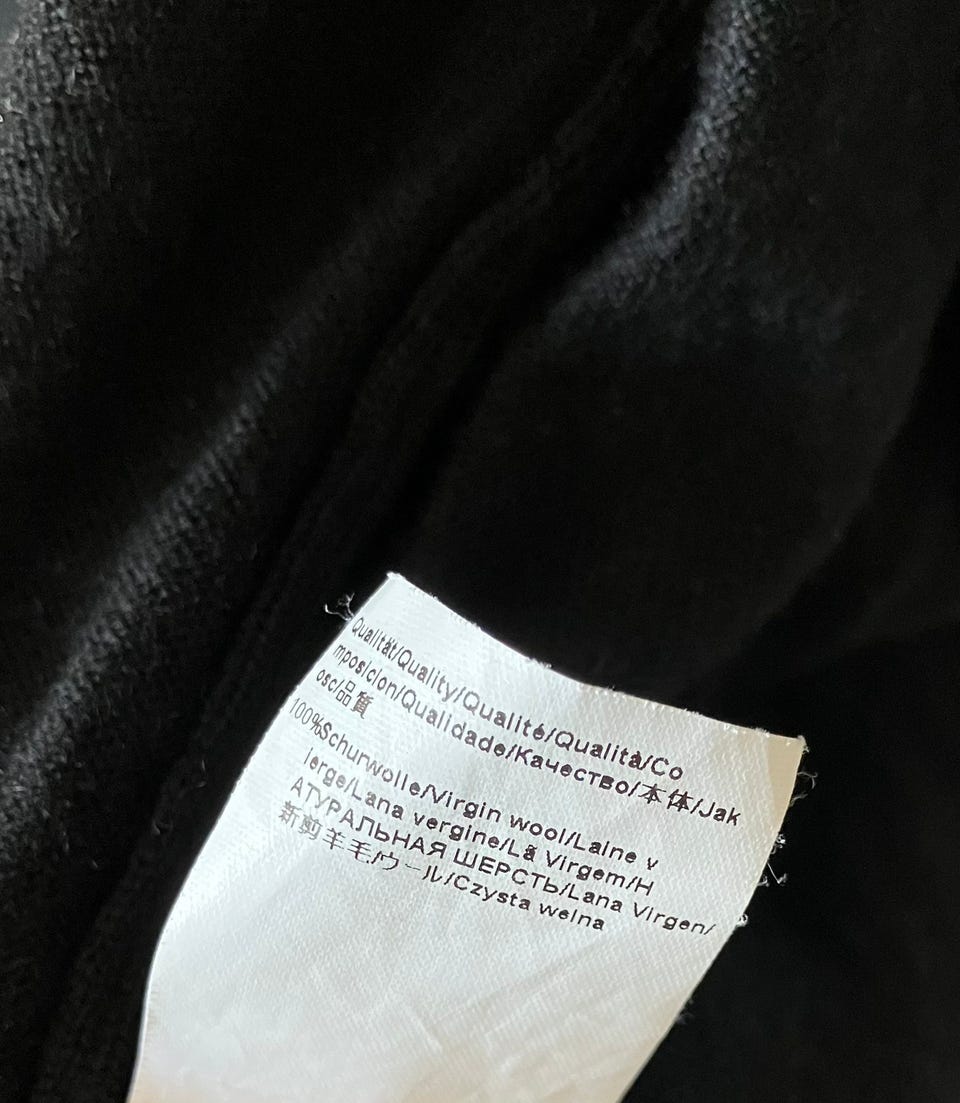 Qualität/Quality/Qualité/Qualità/Co
mposicion/Qualidade/Качество/本体/Jak
osc/品質
100%Schurwolle/Virgin wool/Laine v
ierge/Lana vergine/Lã Virgem/Н
АТУРАЛЬНАЯ ШЕРСТЬ/Lana Virgen/
新剪羊毛/ウール/Czysta welna